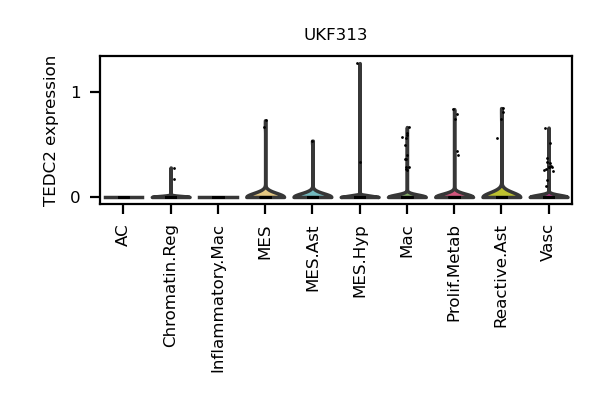 UKF313
TEDC2 expression
1
0
AC
Chromatin.Reg
Inflammatory.Mac
MES
MES.Ast
MES.Hyp
Mac
Prolif.Metab
Reactive.Ast
Vasc